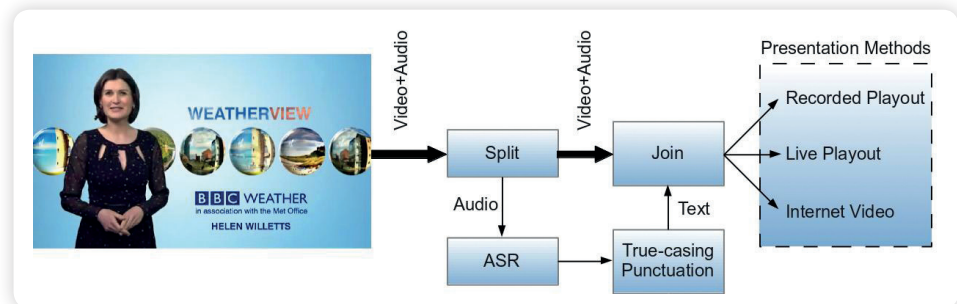 WEATHERVIEW
BBC WEATHER
in association with the Met Office
HELEN WILLETTS
Video+Audio
Split
Audio
ASR
Video+Audio
Join
Text
True-casing
Punctuation
Presentation Methods
Recorded Playout
Live Playout
Internet Video